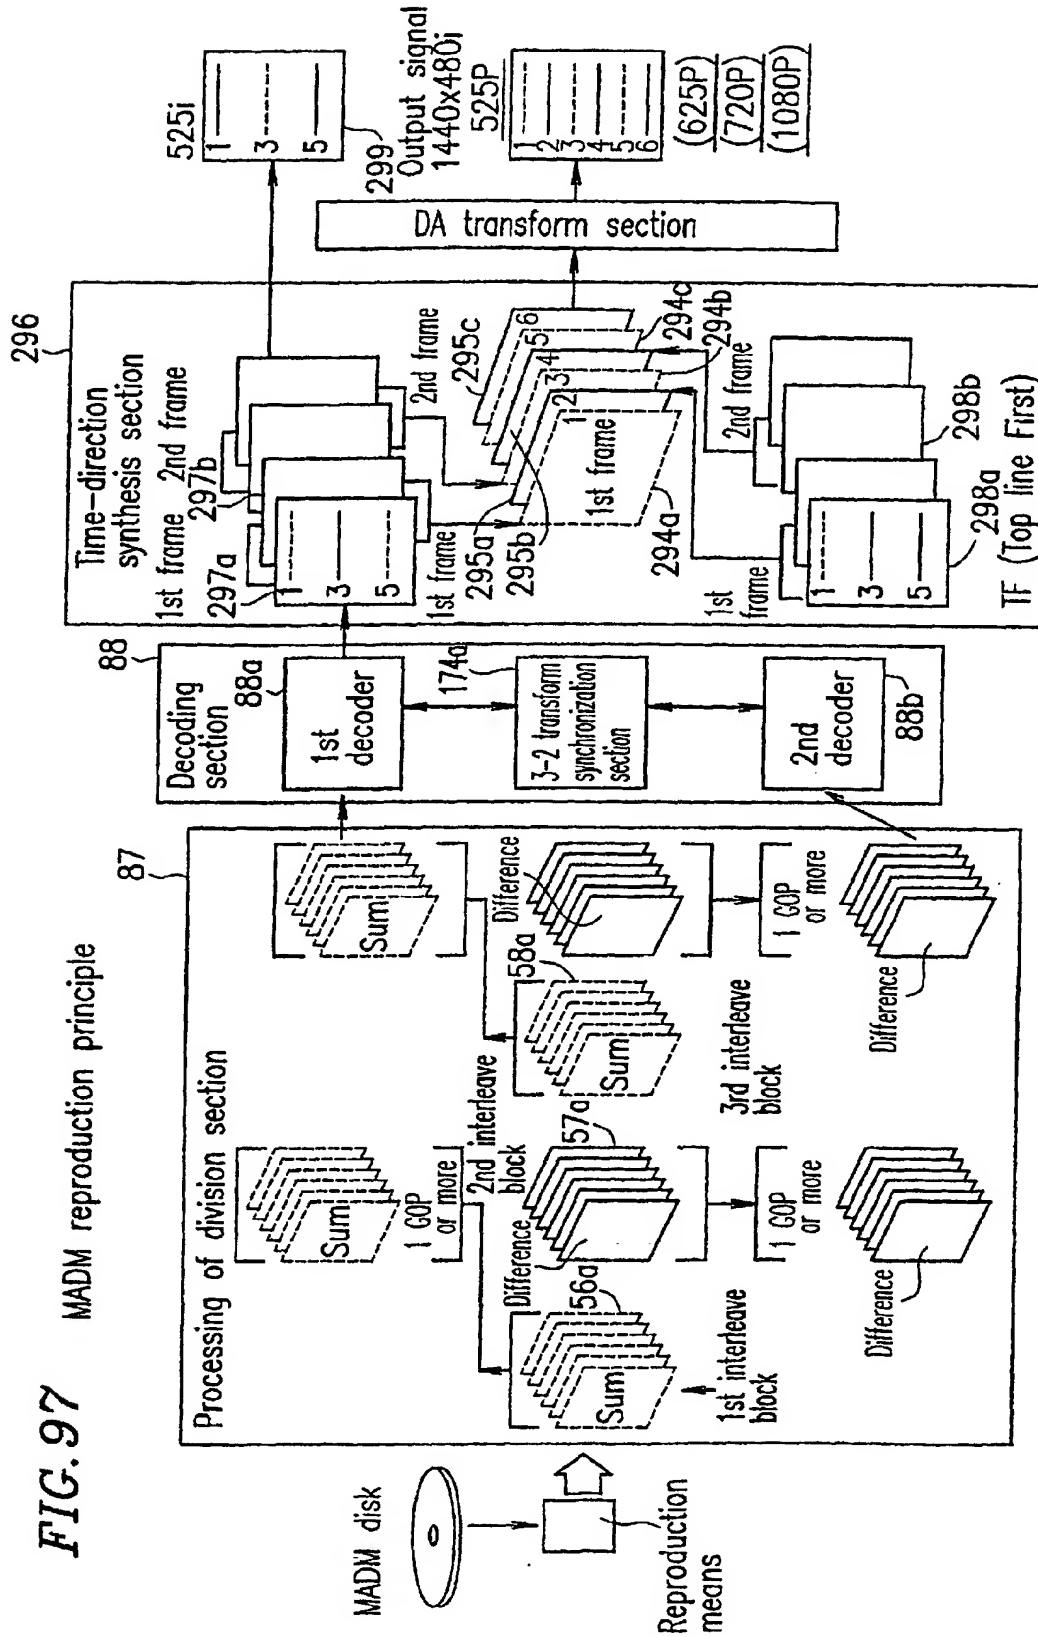 FIG.97
MADM reproduction principle
MADM disk
Reproduction
means
87
Processing of division section
Sum
1 GOP
or more
2nd interleave
block
Difference
56a
Sum
1st interleave
block
57a
1 GOP
or more
Difference
Sum
58a
Sum
3rd interleave
block
Difference
1 GOP
or more
Difference
88
Decoding
section
88a
1st
decoder
174a
3-2 transform
synchronization
section
2nd
decoder
88b
296
Time-direction
synthesis section
1st frame
2nd frame
297a
297b
1
3
5
1st frame
2nd frame
295a
295b
295c
1
2
3
4
5
6
1st frame
294a
294b
294c
1st
frame
2nd frame
1
3
5
298a
298b
TF (Top line First)
DA transform section
525i
1
3
5
299
Output signal
1440x480i
525P
1
2
3
4
5
6
(625P)
(720P)
(1080P)